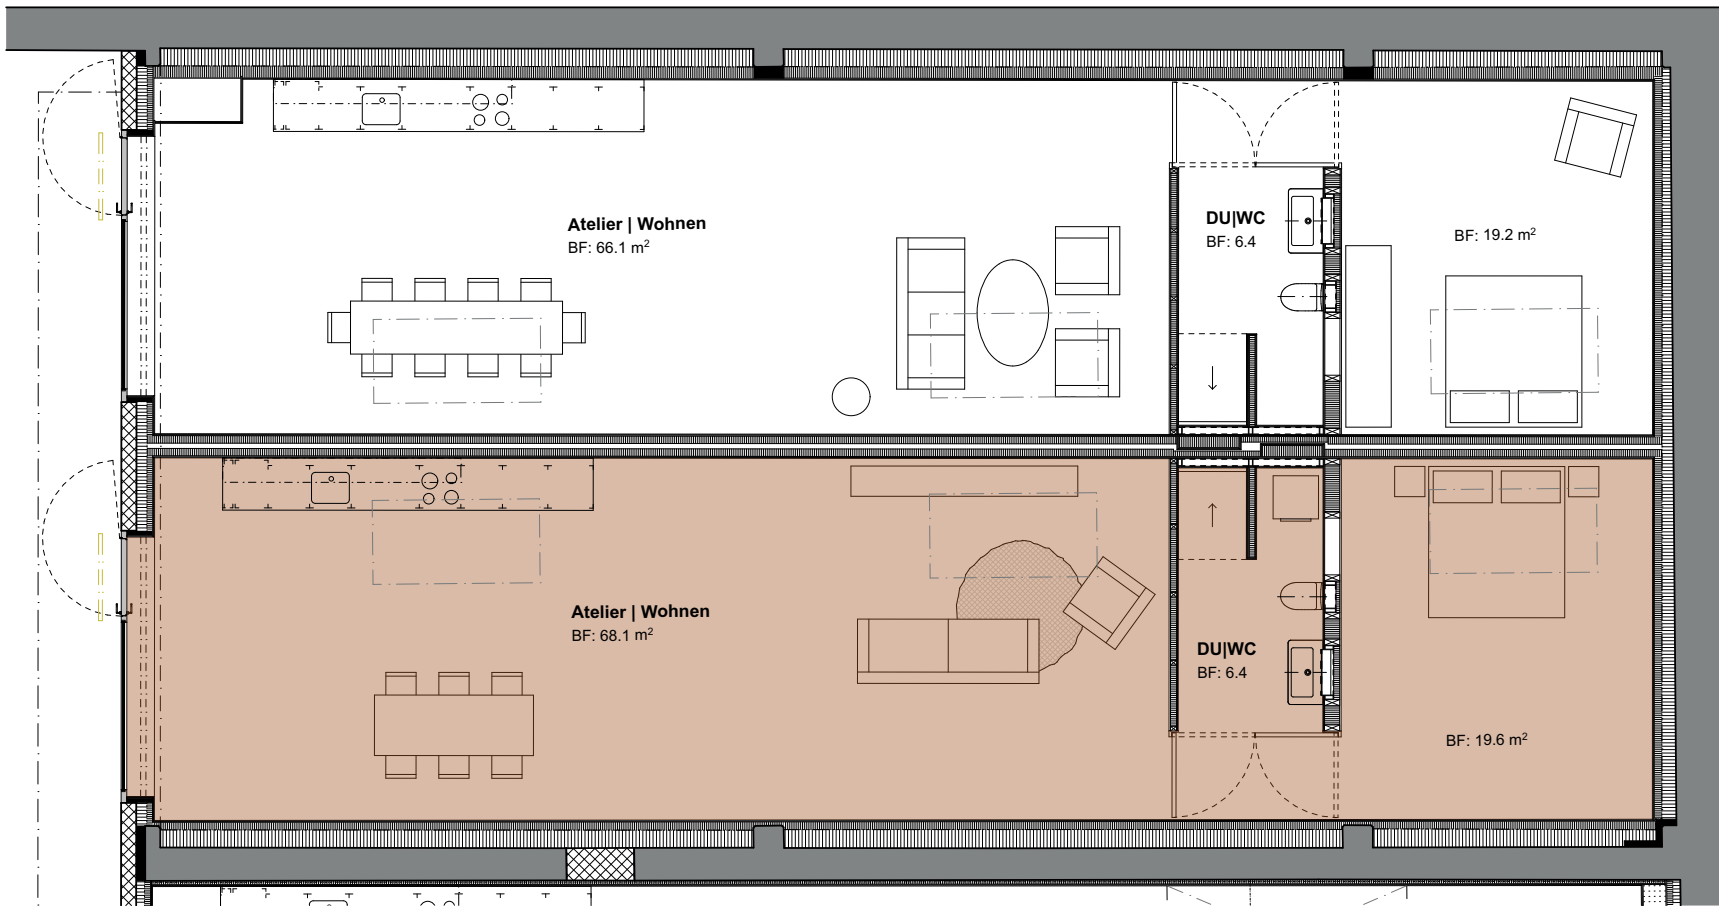 Atelier | Wohnen
BF: 66.1 m²
DU|WC
BF: 6.4
BF: 19.2 m²
Atelier | Wohnen
BF: 68.1 m²
DU|WC
BF: 6.4
BF: 19.6 m²